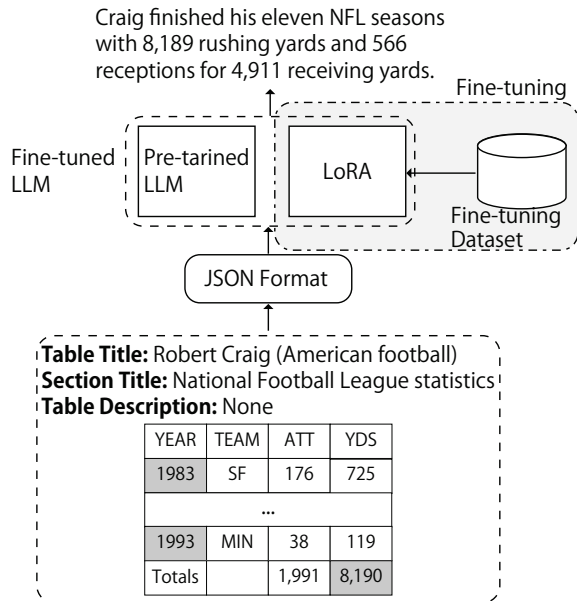 Craig finished his eleven NFL seasons
with 8,189 rushing yards and 566
receptions for 4,911 receiving yards.
Fine-tuning
Fine-tuned
LLM
Pre-tarined
LLM
LoRA
Fine-tuning
Dataset
JSON Format
Table Title: Robert Craig (American football)
Section Title: National Football League statistics
Table Description: None
YEAR TEAM ATT YDS
1983 SF 176 725
...
1993 MIN 38 119
Totals 1,991 8,190